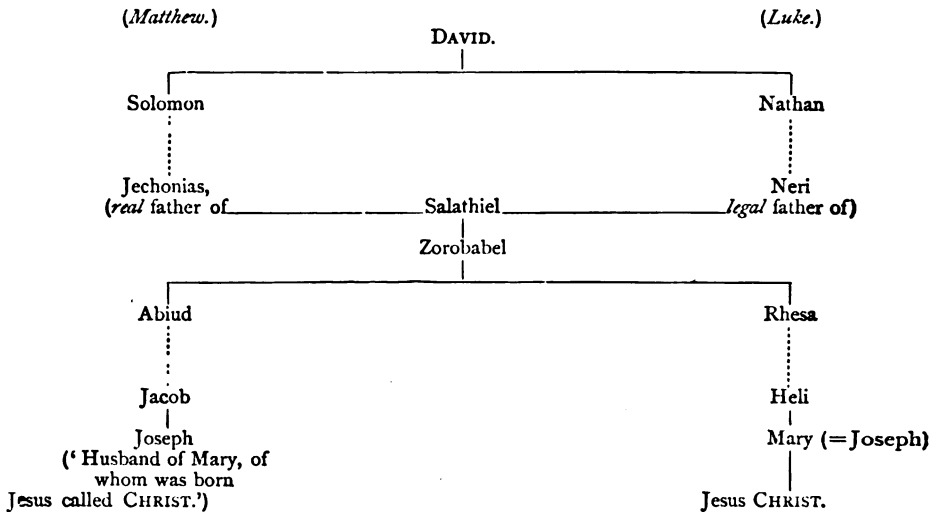 (Matthew.) (Luke.)
DAVID.
Solomon Nathan
Jechonias, Neri
(real father of Salathiel legal father of)
Zorobabel
Abiud Rhesa
Jacob Heli
Joseph Mary (=Joseph)
(‘ Husband of Mary, of
whom was born
Jesus called CHRIST.’) Jesus CHRIST.